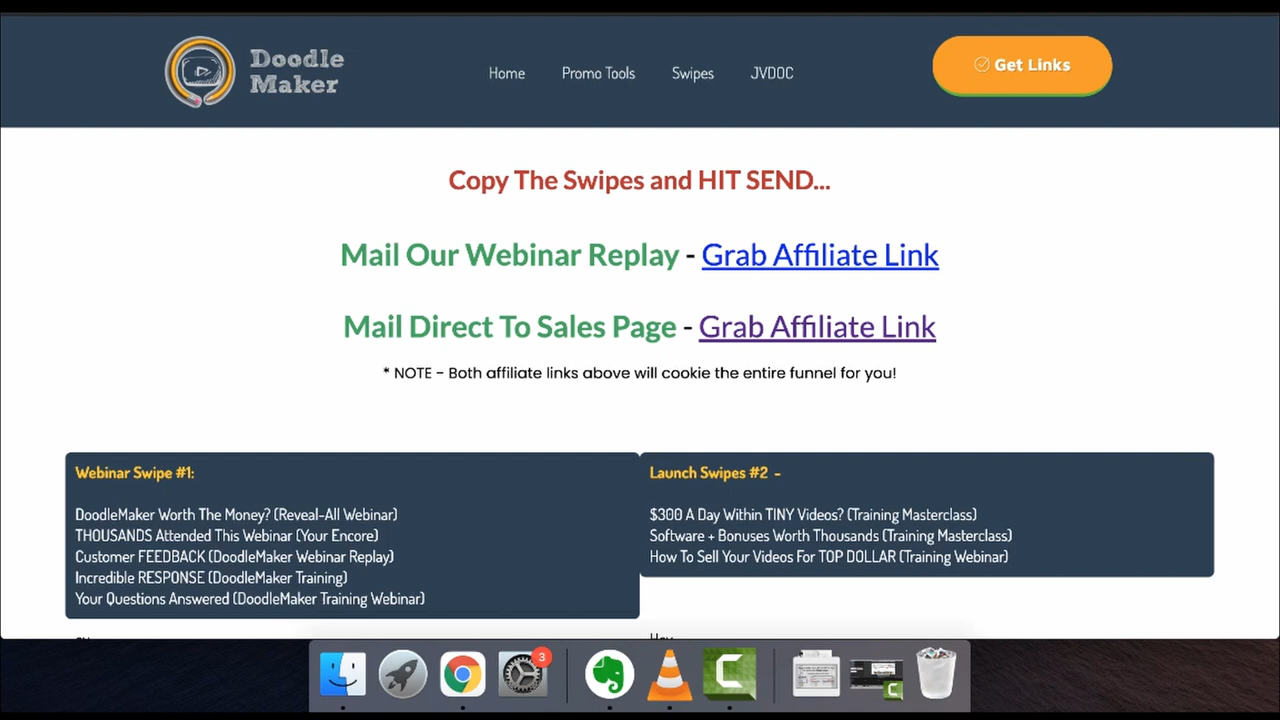 Doodle
Maker
Home
Promo Tools
Swipes
JVDOC
Get Links
Copy The Swipes and HIT SEND...
Mail Our Webinar Replay - Grab Affiliate Link
Mail Direct To Sales Page - Grab Affiliate Link
* NOTE - Both affiliate links above will cookie the entire funnel for you!
Webinar Swipe #1:
DoodleMaker Worth The Money? (Reveal-All Webinar)
THOUSANDS Attended This Webinar (Your Encore)
Customer FEEDBACK (DoodleMaker Webinar Replay)
Incredible RESPONSE (DoodleMaker Training)
Your Questions Answered (DoodleMaker Training Webinar)
Launch Swipes #2 -
$300 A Day Within TINY Videos? (Training Masterclass)
Software + Bonuses Worth Thousands (Training Masterclass)
How To Sell Your Videos For TOP DOLLAR (Training Webinar)
3